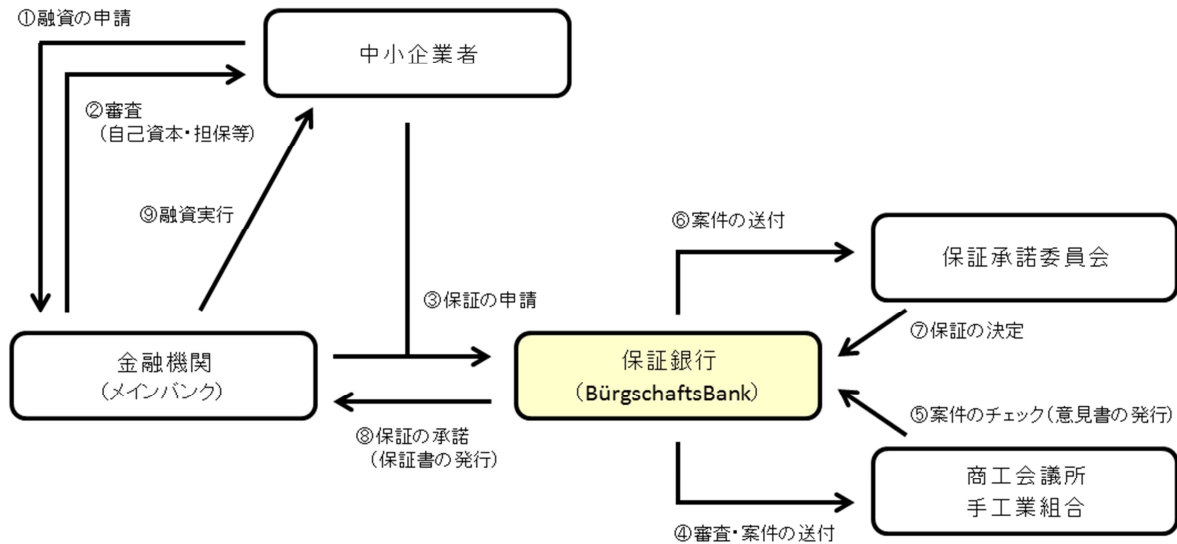 ①融資の申請
中小企業者
②審査
（自己資本・担保等）
⑨融資実行
⑥案件の送付
保証承諾委員会
③保証の申請
⑦保証の決定
金融機関
（メインバンク）
保証銀行
（BürgschaftsBank）
⑤案件のチェック（意見書の発行）
⑧保証の承諾
（保証書の発行）
商工会議所
手工業組合
④審査・案件の送付